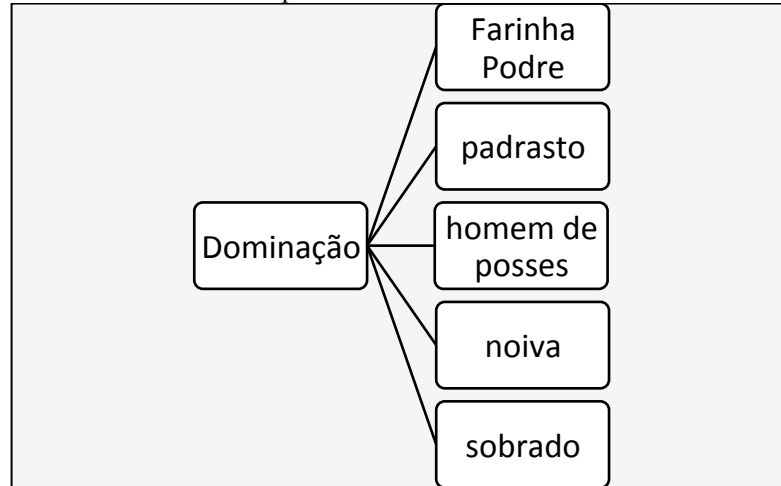 Farinha
Podre
padrasto
Dominação
homem de
posses
noiva
sobrado